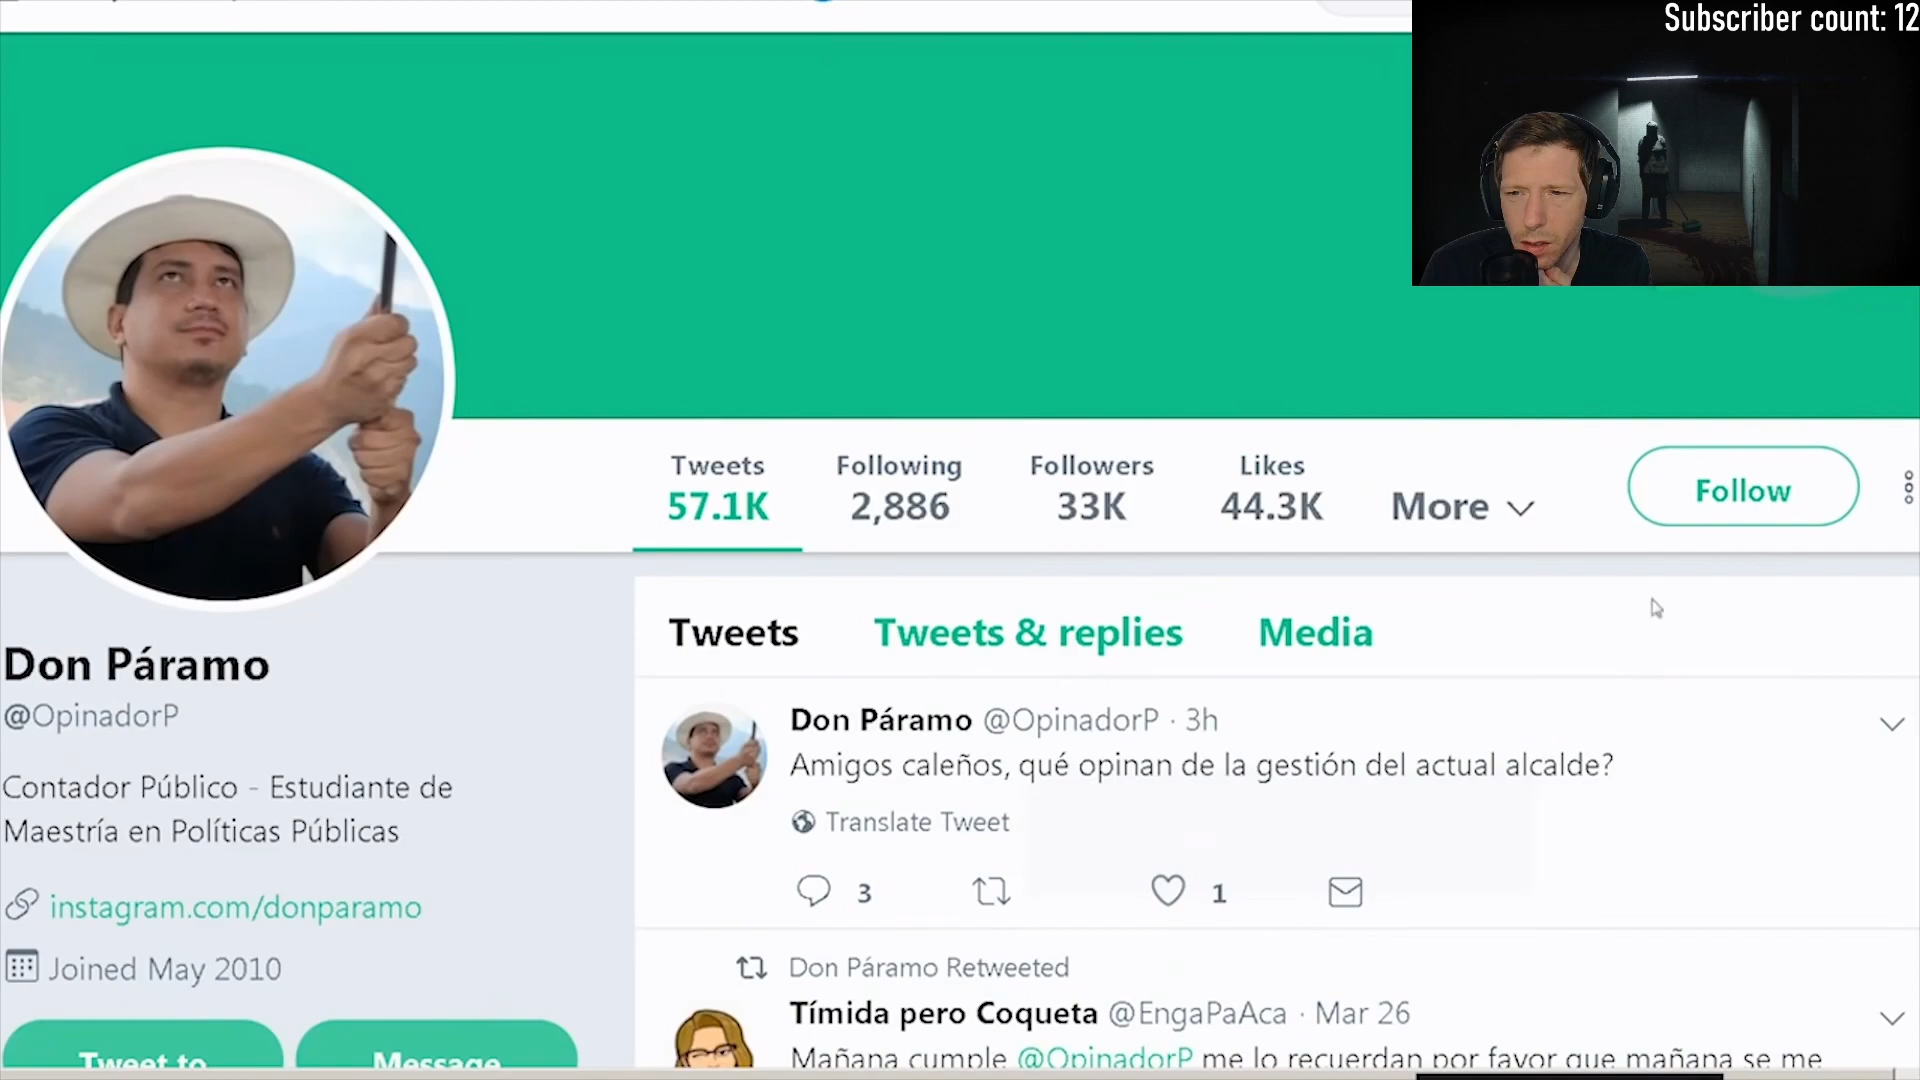 Subscriber count: 12
Tweets
57.1K
Following
2,886
Followers
33K
Likes
44.3K
More
Follow
Don Páramo
@OpinadorP
Contador Público - Estudiante de
Maestría en Políticas Públicas
instagram.com/donparamo
Joined May 2010
Tweet to
Message
Tweets
Tweets & replies
Media
Don Páramo @OpinadorP · 3h
Amigos caleños, qué opinan de la gestión del actual alcalde?
Translate Tweet
3
1
Don Páramo Retweeted
Tímida pero Coqueta @EngaPaAca · Mar 26
Mañana cumple @OpinadorP me lo recuerdan por favor que mañana se me